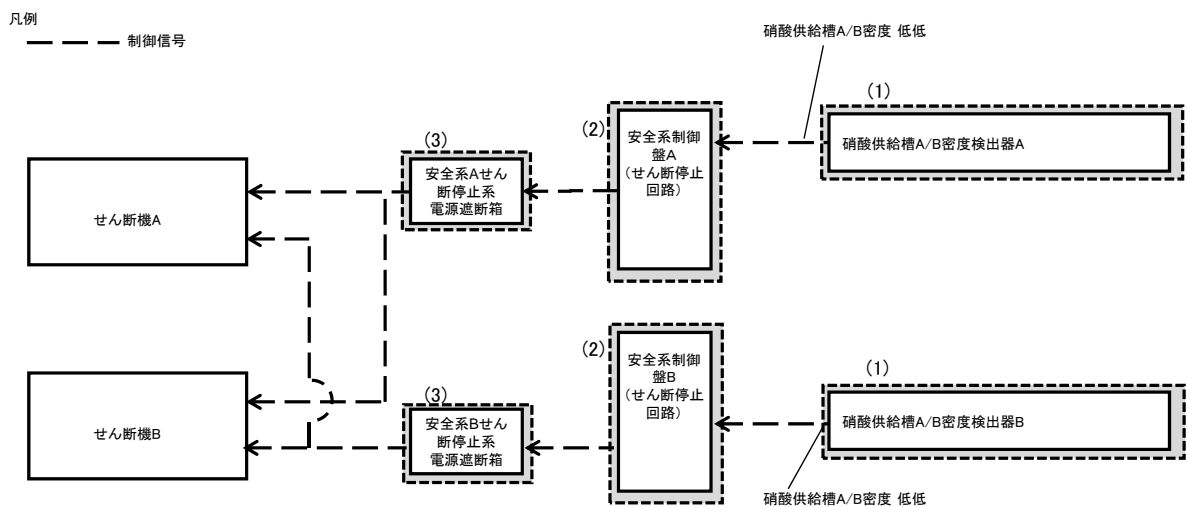 凡例
制御信号
硝酸供給槽A/B密度 低低
(1)
硝酸供給槽A/B密度検出器A
(2)
安全系制御
盤A
(せん断停止
回路)
(3)
安全系Aせん
断停止系
電源遮断箱
せん断機A
(2)
安全系制御
盤B
(せん断停止
回路)
(1)
硝酸供給槽A/B密度検出器B
(3)
安全系Bせん
断停止系
電源遮断箱
せん断機B
硝酸供給槽A/B密度 低低